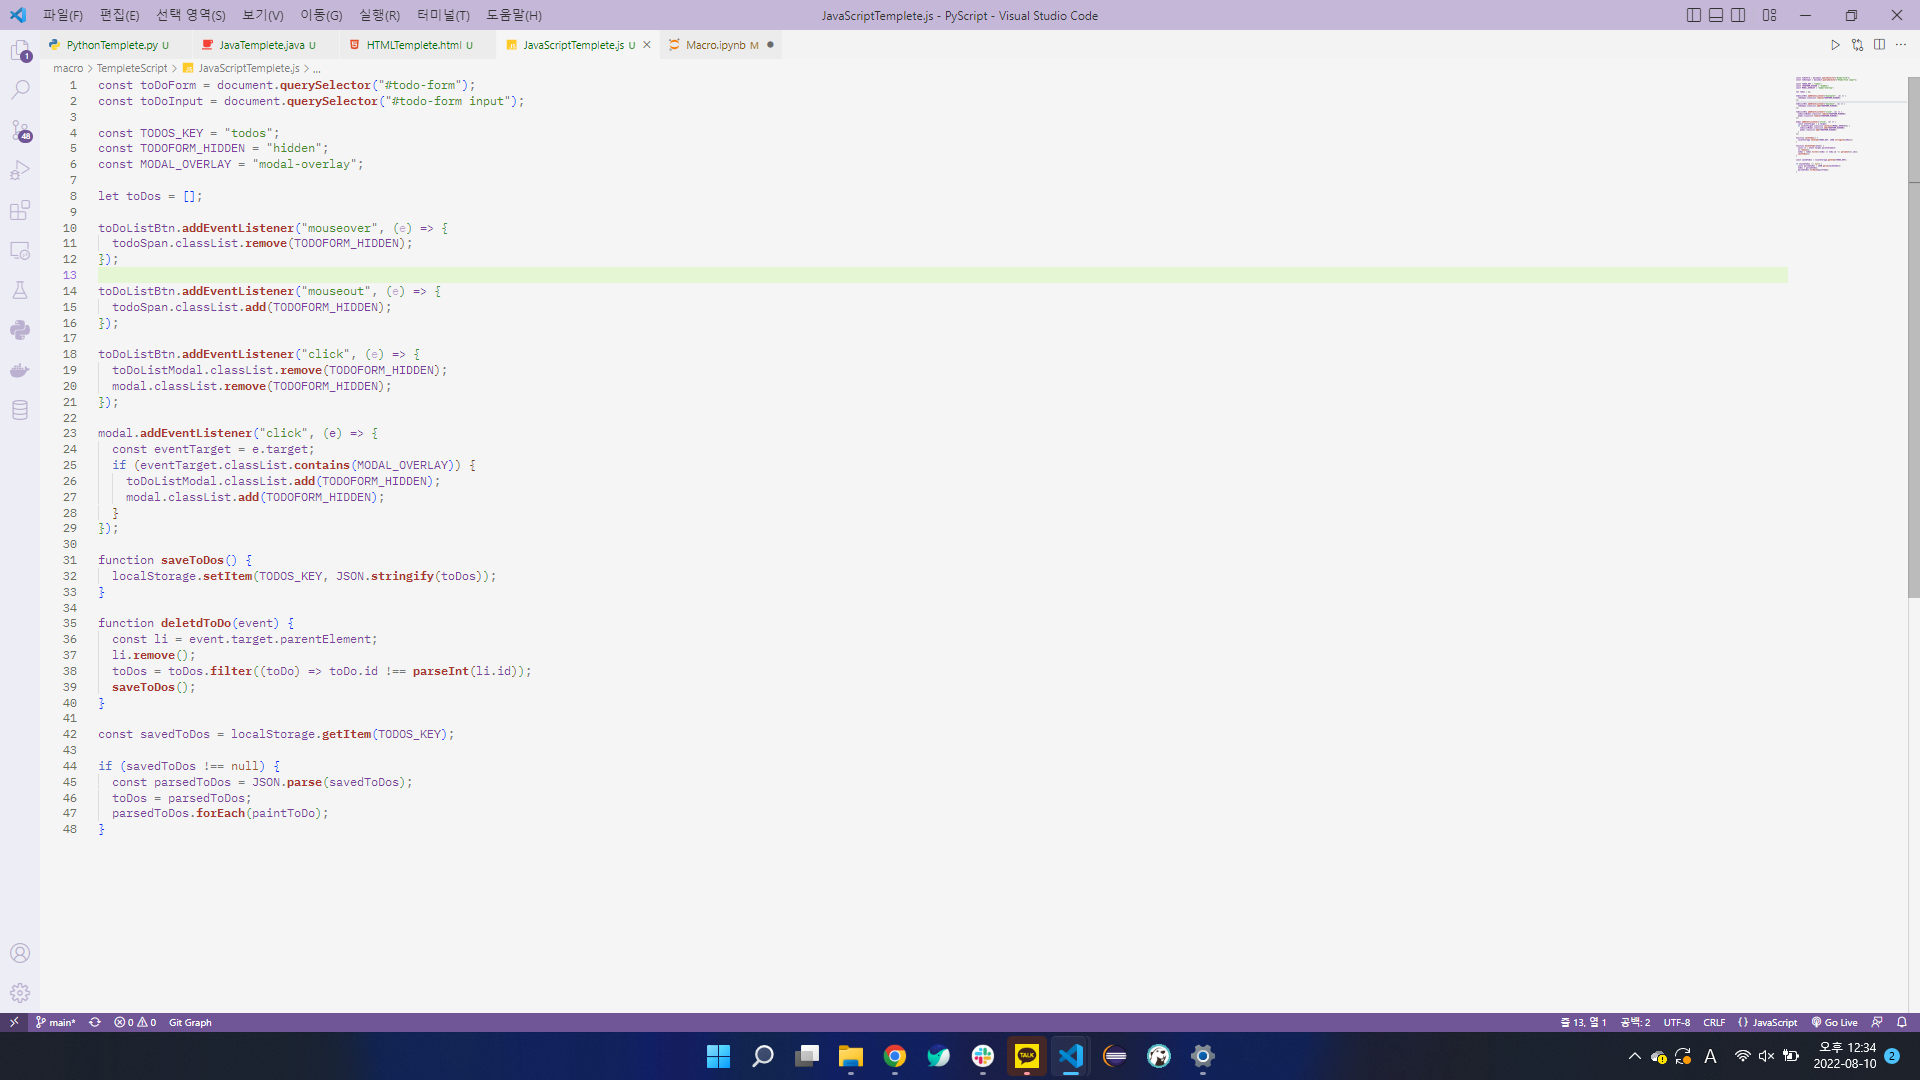 파일(F) 편집(E) 선택 영역(S) 보기(V) 이동(G) 실행(R) 터미널(T) 도움말(H) JavaScriptTemplete.js - PyScript - Visual Studio Code
PythonTemplete.py U JavaTemplete.java U HTMLTemplete.html U JavaScriptTemplete.js U Macro.ipynb M
macro > TempleteScript > JavaScriptTemplete.js > ...
1 const toDoForm = document.querySelector("#todo-form");
2 const toDoInput = document.querySelector("#todo-form input");
3
4 const TODOS_KEY = "todos";
5 const TODOFORM_HIDDEN = "hidden";
6 const MODAL_OVERLAY = "modal-overlay";
7
8 let toDos = [];
9
10 toDoListBtn.addEventListener("mouseover", (e) => {
11 todoSpan.classList.remove(TODOFORM_HIDDEN);
12 });
13
14 toDoListBtn.addEventListener("mouseout", (e) => {
15 todoSpan.classList.add(TODOFORM_HIDDEN);
16 });
17
18 toDoListBtn.addEventListener("click", (e) => {
19 toDoListModal.classList.remove(TODOFORM_HIDDEN);
20 modal.classList.remove(TODOFORM_HIDDEN);
21 });
22
23 modal.addEventListener("click", (e) => {
24 const eventTarget = e.target;
25 if (eventTarget.classList.contains(MODAL_OVERLAY)) {
26 toDoListModal.classList.add(TODOFORM_HIDDEN);
27 modal.classList.add(TODOFORM_HIDDEN);
28 }
29 });
30
31 function saveToDos() {
32 localStorage.setItem(TODOS_KEY, JSON.stringify(toDos));
33 }
34
35 function deletdToDo(event) {
36 const li = event.target.parentElement;
37 li.remove();
38 toDos = toDos.filter((toDo) => toDo.id !== parseInt(li.id));
39 saveToDos();
40 }
41
42 const savedToDos = localStorage.getItem(TODOS_KEY);
43
44 if (savedToDos !== null) {
45 const parsedToDos = JSON.parse(savedToDos);
46 toDos = parsedToDos;
47 parsedToDos.forEach(paintToDo);
48 }
1
48
main* 0 0 Git Graph 줄 13, 열 1 공백: 2 UTF-8 CRLF {} JavaScript Go Live
TALK A 오후 12:34
2022-08-10 2